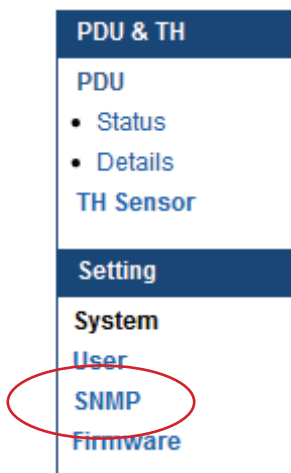 PDU & TH
PDU
• Status
• Details
TH Sensor
Setting
System
User
SNMP
Firmware